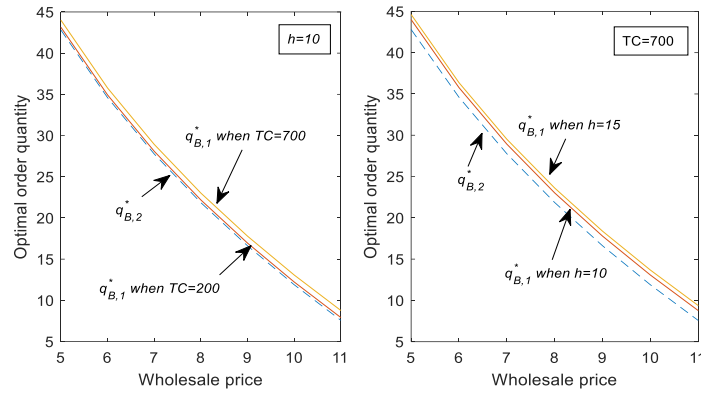 45
40
35
30
25
20
15
10
5
5 6 7 8 9 10 11
Optimal order quantity
Wholesale price
h=10
q*B,1 when TC=700
q*B,2
q*B,1 when TC=200
45
40
35
30
25
20
15
10
5
5 6 7 8 9 10 11
Optimal order quantity
Wholesale price
TC=700
q*B,1 when h=15
q*B,2
q*B,1 when h=10